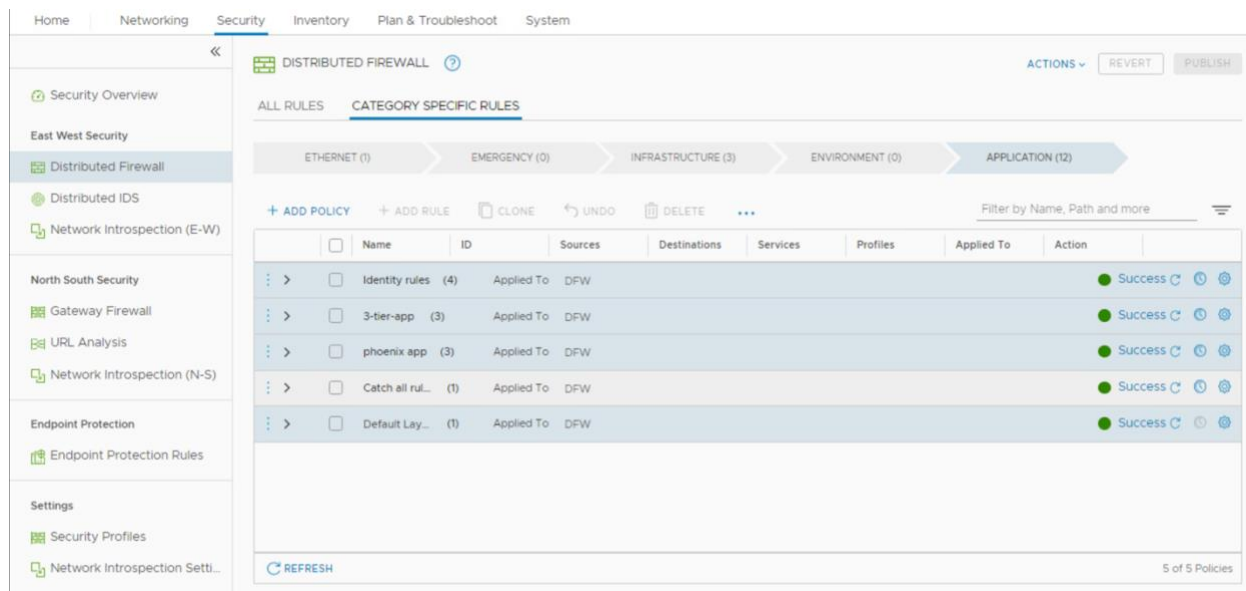 Home Networking Security Inventory Plan & Troubleshoot System
«
Security Overview
East West Security
Distributed Firewall
Distributed IDS
Network Introspection (E-W)
North South Security
Gateway Firewall
URL Analysis
Network Introspection (N-S)
Endpoint Protection
Endpoint Protection Rules
Settings
Security Profiles
Network Introspection Setti...
DISTRIBUTED FIREWALL ?
ACTIONS REVERT PUBLISH
ALL RULES CATEGORY SPECIFIC RULES
ETHERNET (1) EMERGENCY (0) INFRASTRUCTURE (3) ENVIRONMENT (0) APPLICATION (12)
+ ADD POLICY + ADD RULE CLONE UNDO DELETE ... Filter by Name, Path and more
Name ID Sources Destinations Services Profiles Applied To Action
Identity rules (4) Applied To DFW Success
3-tier-app (3) Applied To DFW Success
phoenix app (3) Applied To DFW Success
Catch all rul... (1) Applied To DFW Success
Default Lay... (1) Applied To DFW Success
REFRESH 5 of 5 Policies